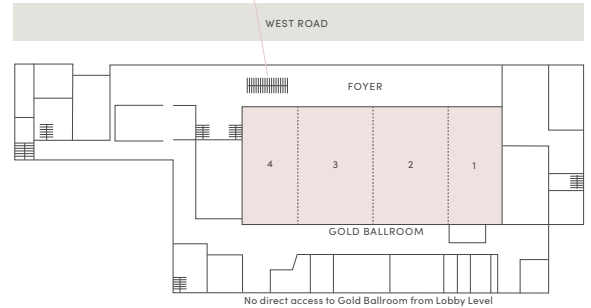 WEST ROAD
FOYER
4 3 2 1
GOLD BALLROOM
No direct access to Gold Ballroom from Lobby Level